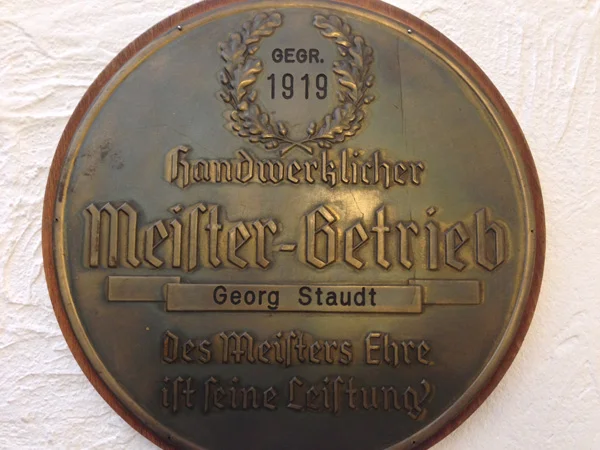 GEGR.
1919
Handwerklicher
Meiſter-Betrieb
Georg Staudt
Des Meiſters Ehre
iſt ſeine Leiſtung